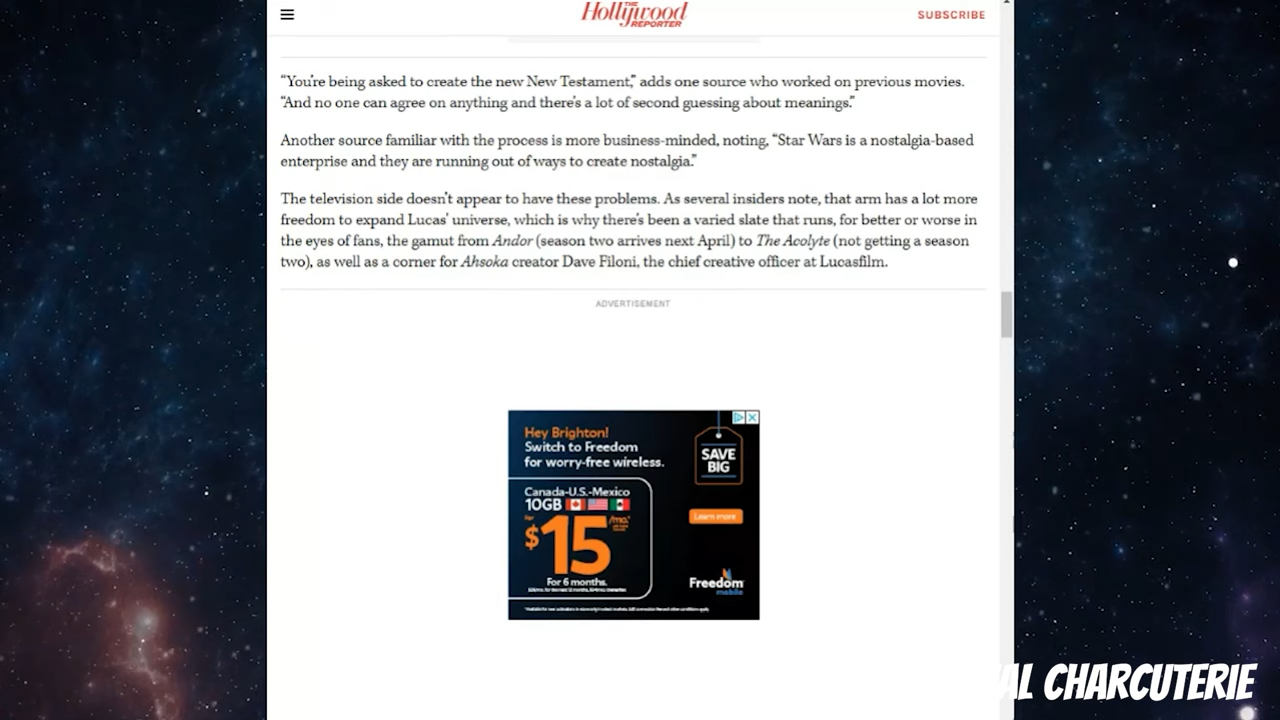 THE
Hollywood
REPORTER
SUBSCRIBE
“You’re being asked to create the new New Testament,” adds one source who worked on previous movies.
“And no one can agree on anything and there’s a lot of second guessing about meanings.”
Another source familiar with the process is more business-minded, noting, “Star Wars is a nostalgia-based
enterprise and they are running out of ways to create nostalgia.”
The television side doesn’t appear to have these problems. As several insiders note, that arm has a lot more
freedom to expand Lucas’ universe, which is why there’s been a varied slate that runs, for better or worse in
the eyes of fans, the gamut from Andor (season two arrives next April) to The Acolyte (not getting a season
two), as well as a corner for Ahsoka creator Dave Filoni, the chief creative officer at Lucasfilm.
ADVERTISEMENT
Hey Brighton!
Switch to Freedom
for worry-free wireless.
SAVE
BIG
Canada-U.S.-Mexico
10GB
$15
/mo.
For 6 months.
Learn more
Freedom
mobile
AL CHARCUTERIE